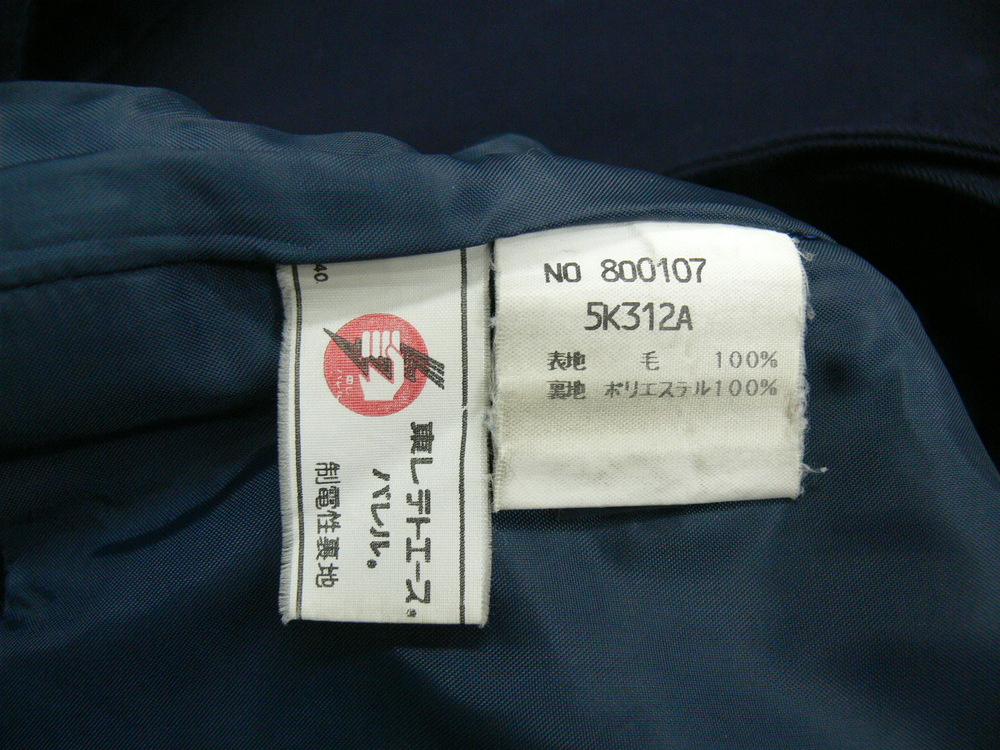 40.
東レテトエース®
パレル®
制電性裏地
NO 800107
5K312A
表地 毛 100%
裏地 ポリエステル100%